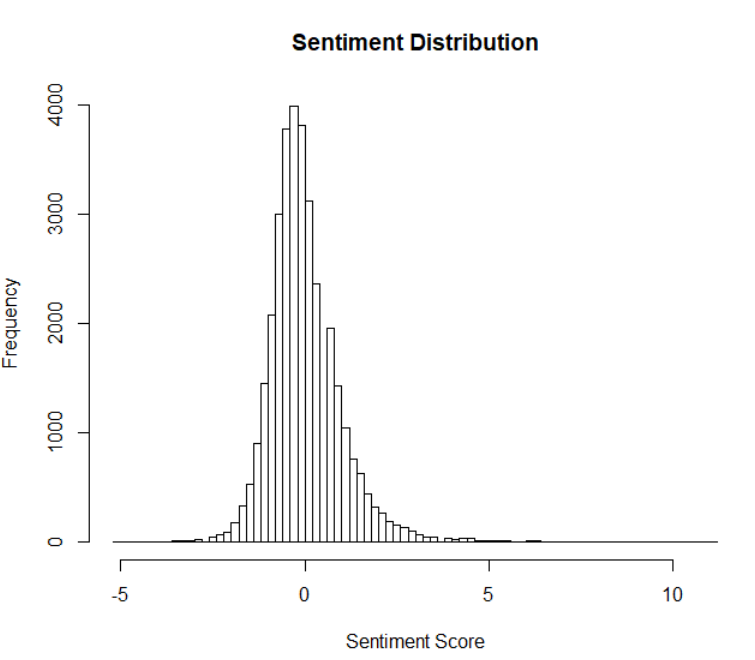 Sentiment Distribution
4000
3000
2000
1000
0
Frequency
-5 0 5 10
Sentiment Score